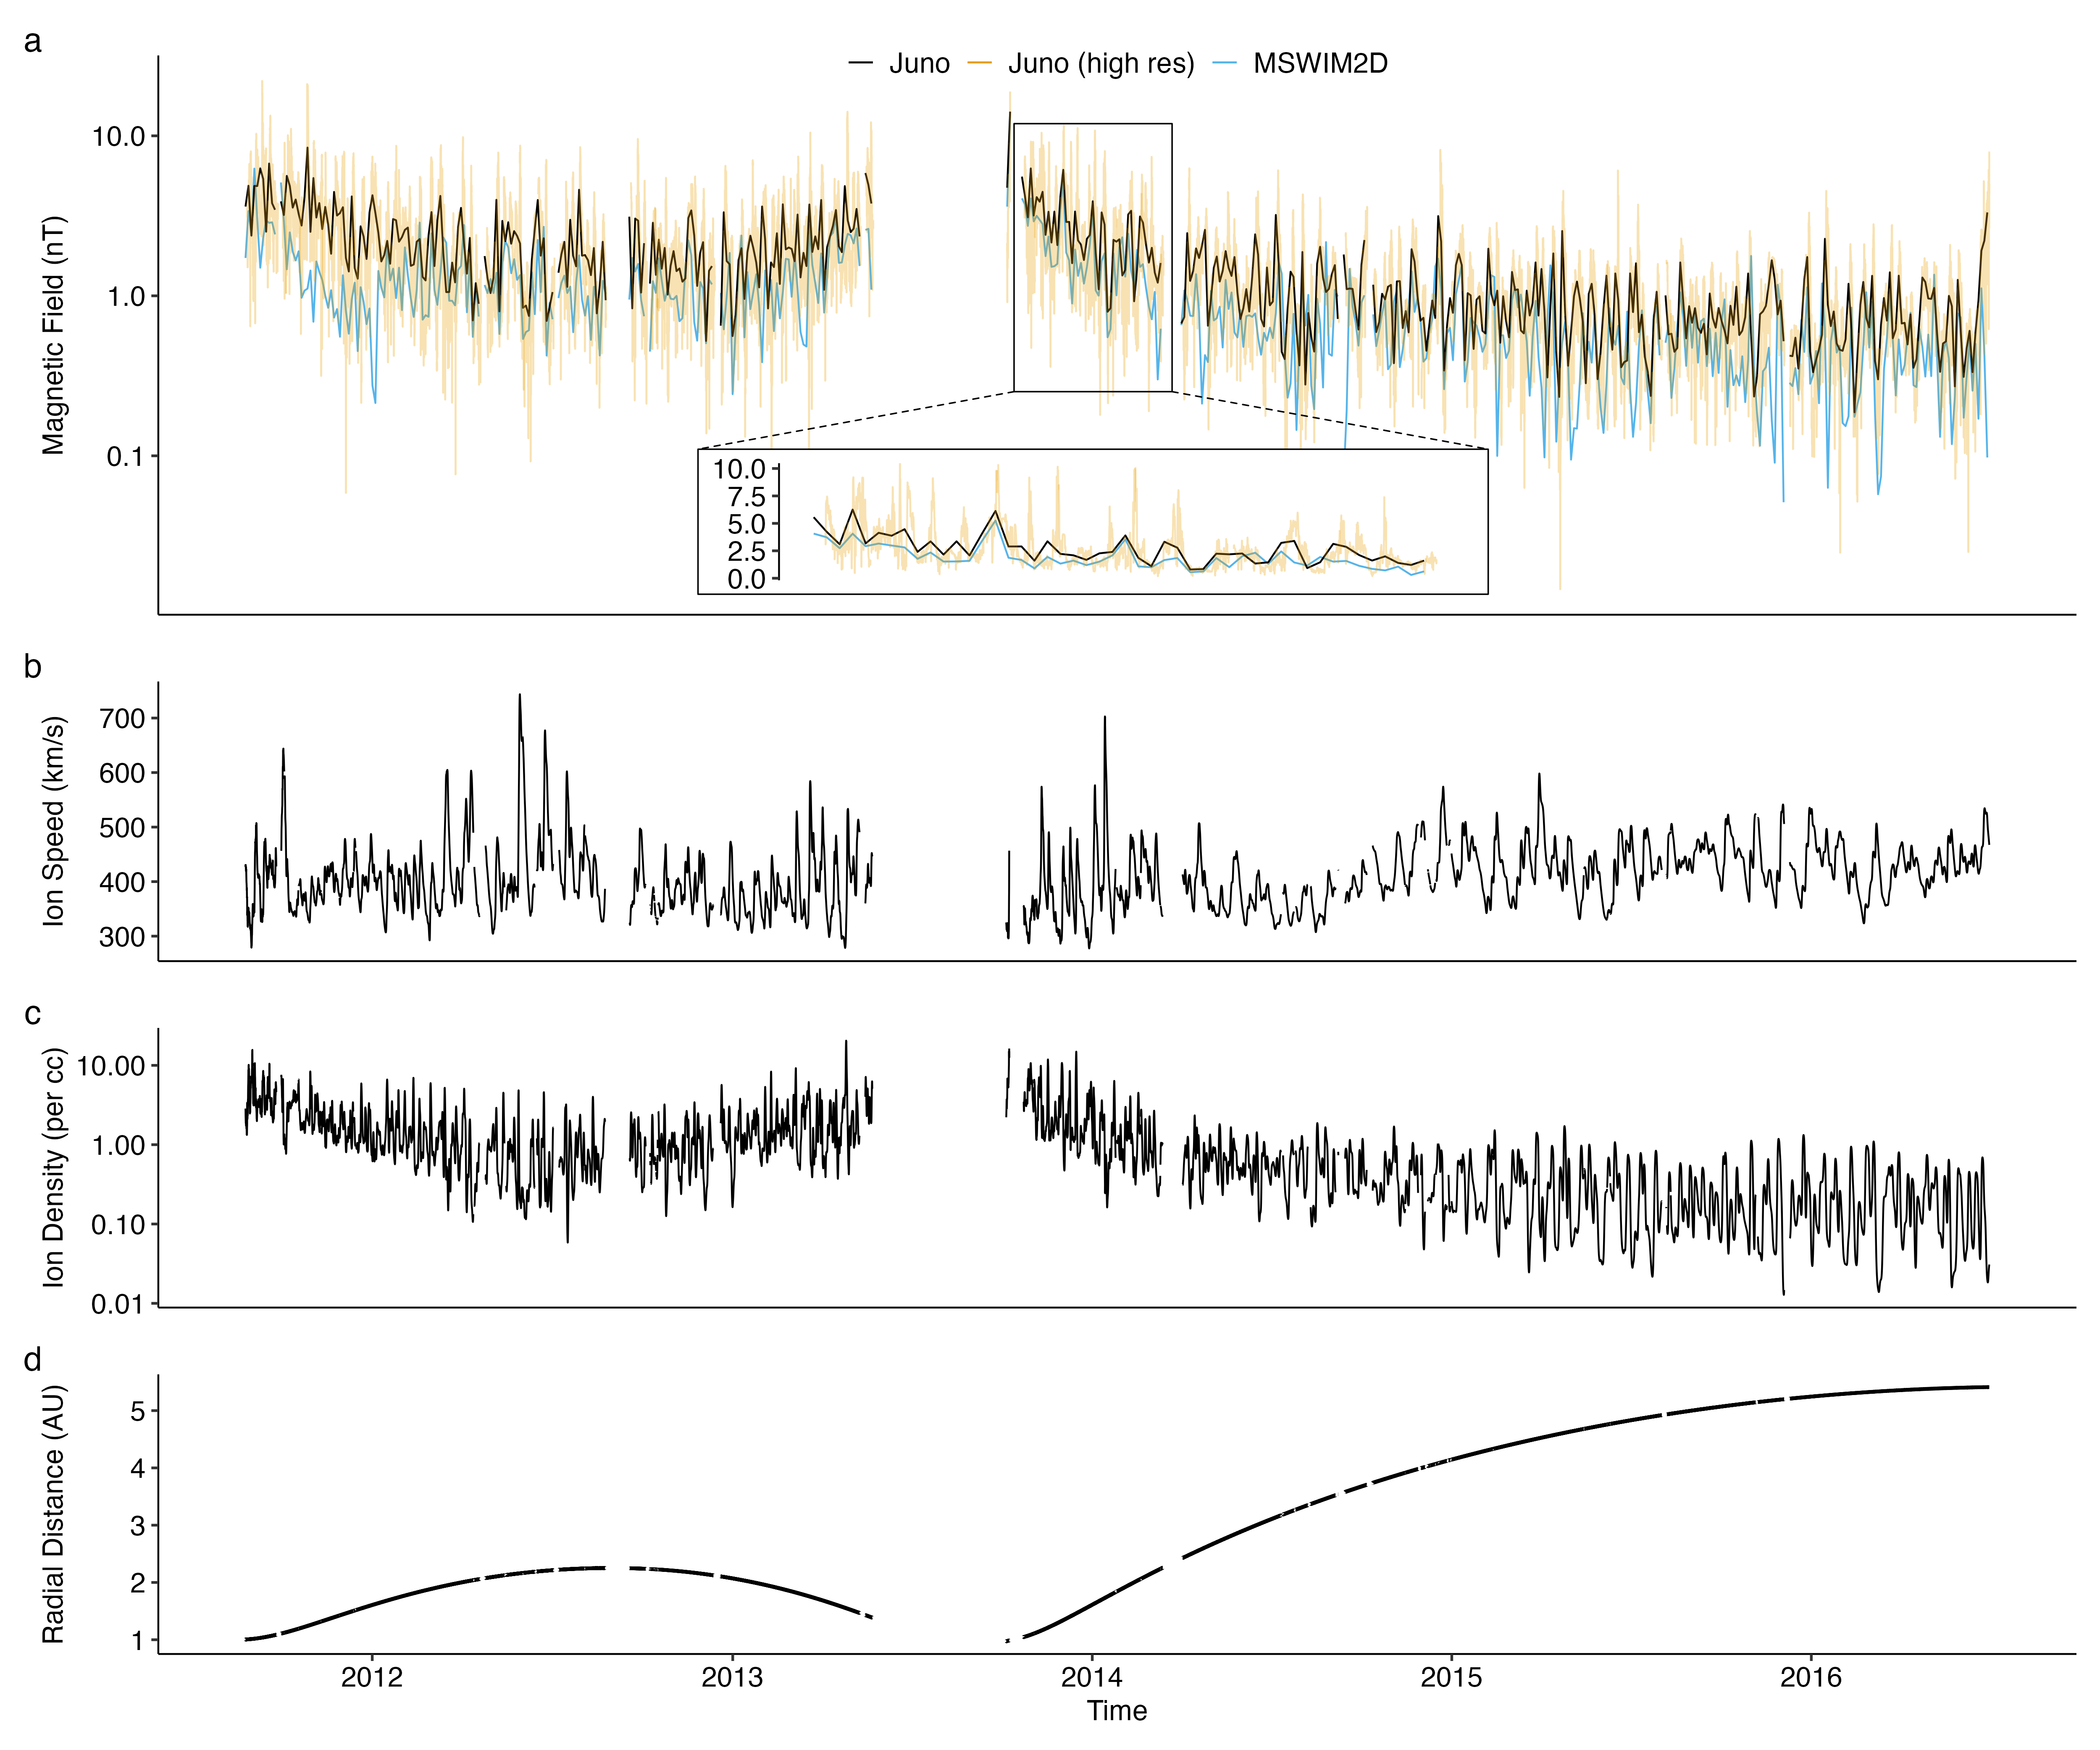 a
Juno Juno (high res) MSWIM2D
Magnetic Field (nT)
10.0
1.0
0.1
10.0
7.5
5.0
2.5
0.0
b
Ion Speed (km/s)
700
600
500
400
300
c
Ion Density (per cc)
10.00
1.00
0.10
0.01
d
Radial Distance (AU)
5
4
3
2
1
2012 2013 2014 2015 2016
Time